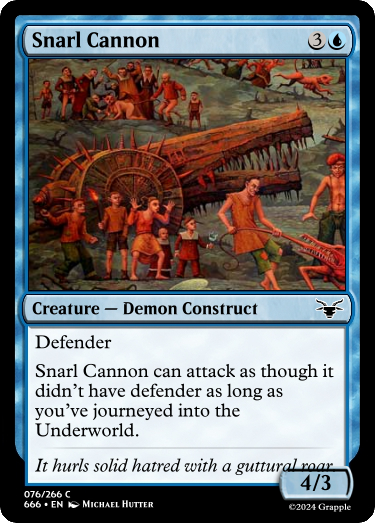 Snarl Cannon 3
Creature — Demon Construct
Defender
Snarl Cannon can attack as though it
didn't have defender as long as
you've journeyed into the
Underworld.
It hurls solid hatred with a guttural roar
4/3
076/266 C
666 • EN Michael Hutter
©2024 Grapple